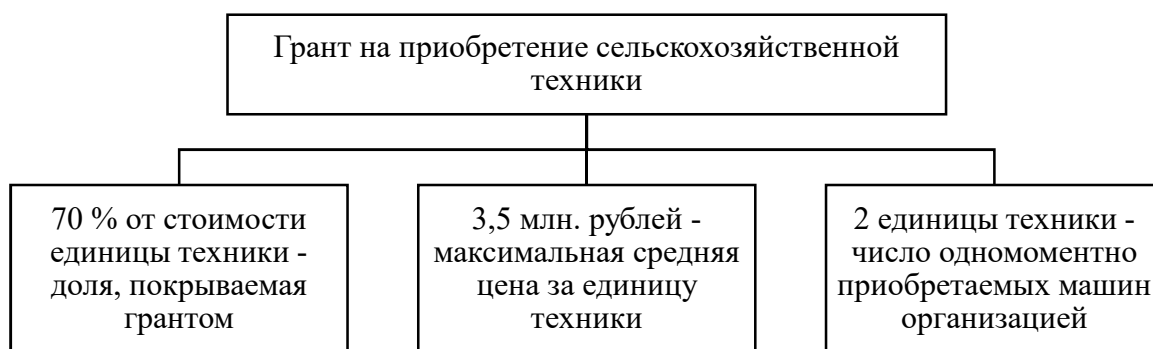 Грант на приобретение сельскохозяйственной
техники
70 % от стоимости
единицы техники -
доля, покрываемая
грантом
3,5 млн. рублей -
максимальная средняя
цена за единицу
техники
2 единицы техники -
число одномоментно
приобретаемых машин
организацией